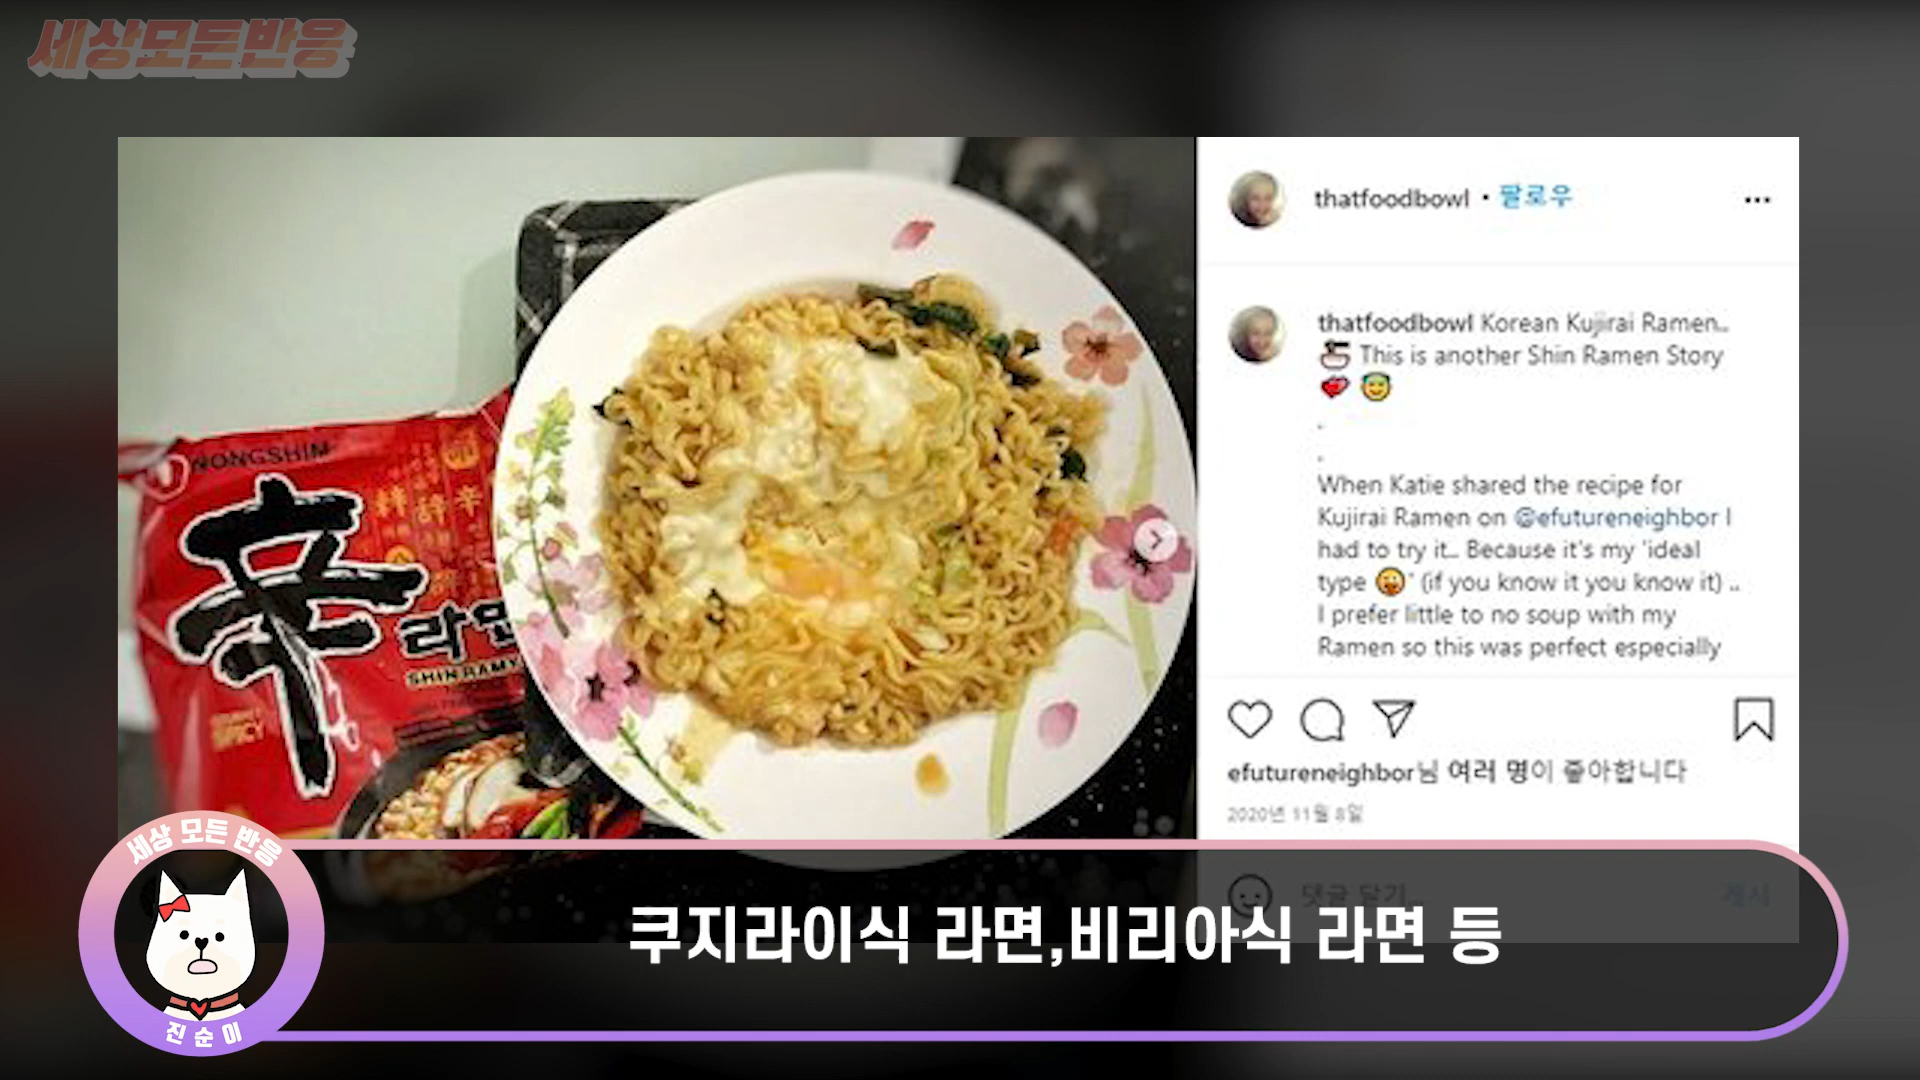 세상모든반응
NONGSHIM
辛
라면
SHIN RAMY
thatfoodbowl • 팔로우
thatfoodbowl Korean Kujirai Ramen..
This is another Shin Ramen Story
.
.
When Katie shared the recipe for
Kujirai Ramen on @efutureneighbor I
had to try it.. Because it's my 'ideal
type 😜' (if you know it you know it) ..
I prefer little to no soup with my
Ramen so this was perfect especially
efutureneighbor님 여러 명이 좋아합니다
2020년 11월 8일
댓글 달기...
게시
세상 모든 반응
진순이
쿠지라이식 라면,비리아식 라면 등